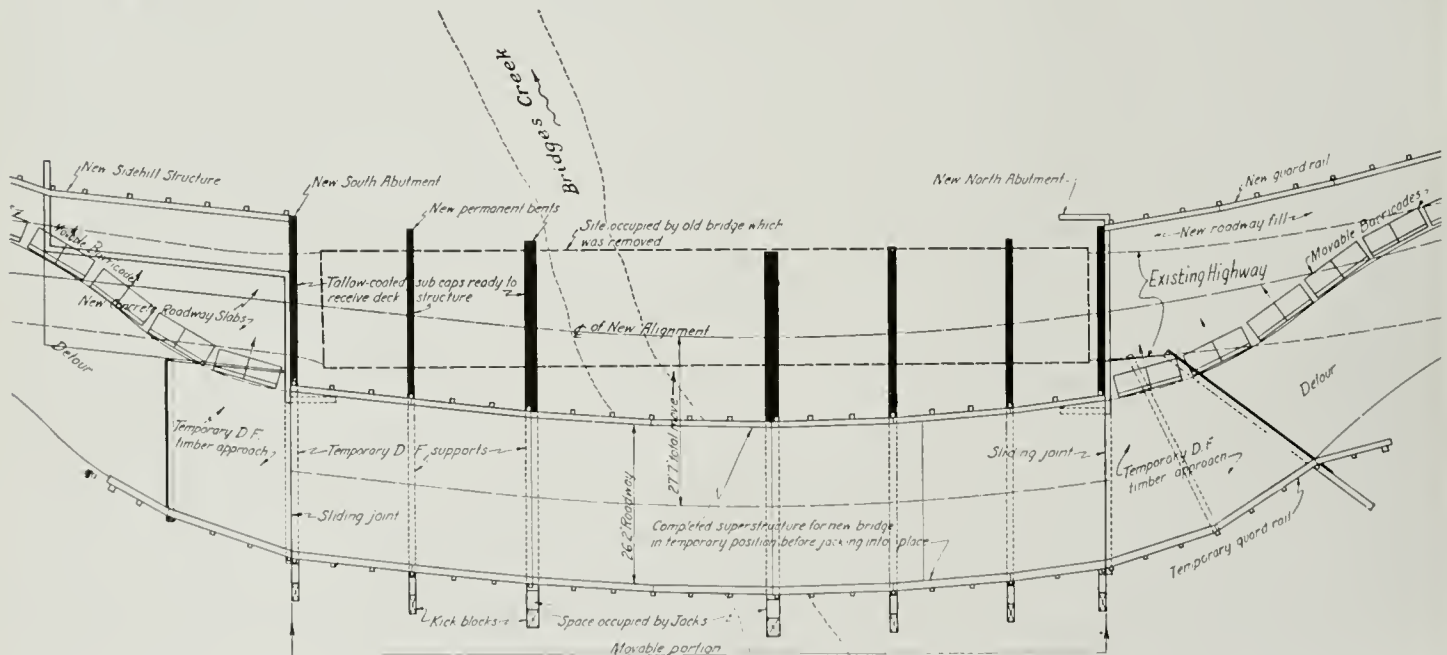 Bridges Creek
New Sidehill Structure
New South Abutment
New permanent bents
Site occupied by old bridge which
was removed
New North Abutment
New guard rail
New roadway fill
Movable Barricades
Existing Highway
Movable Barricades
New Concrete Roadway Slabs
Tallow-coated sub caps ready to
receive deck structure
℄ of New Alignment
Detour
Detour
Temporary D.F.
timber approach
Temporary D.F. supports
27'7" total move
26'2" Roadway
Sliding joint
Temporary D.F.
timber approach
Sliding joint
Completed superstructure for new bridge
in temporary position before jacking into place
Temporary guard rail
Kick blocks
Space occupied by Jacks
Movable portion